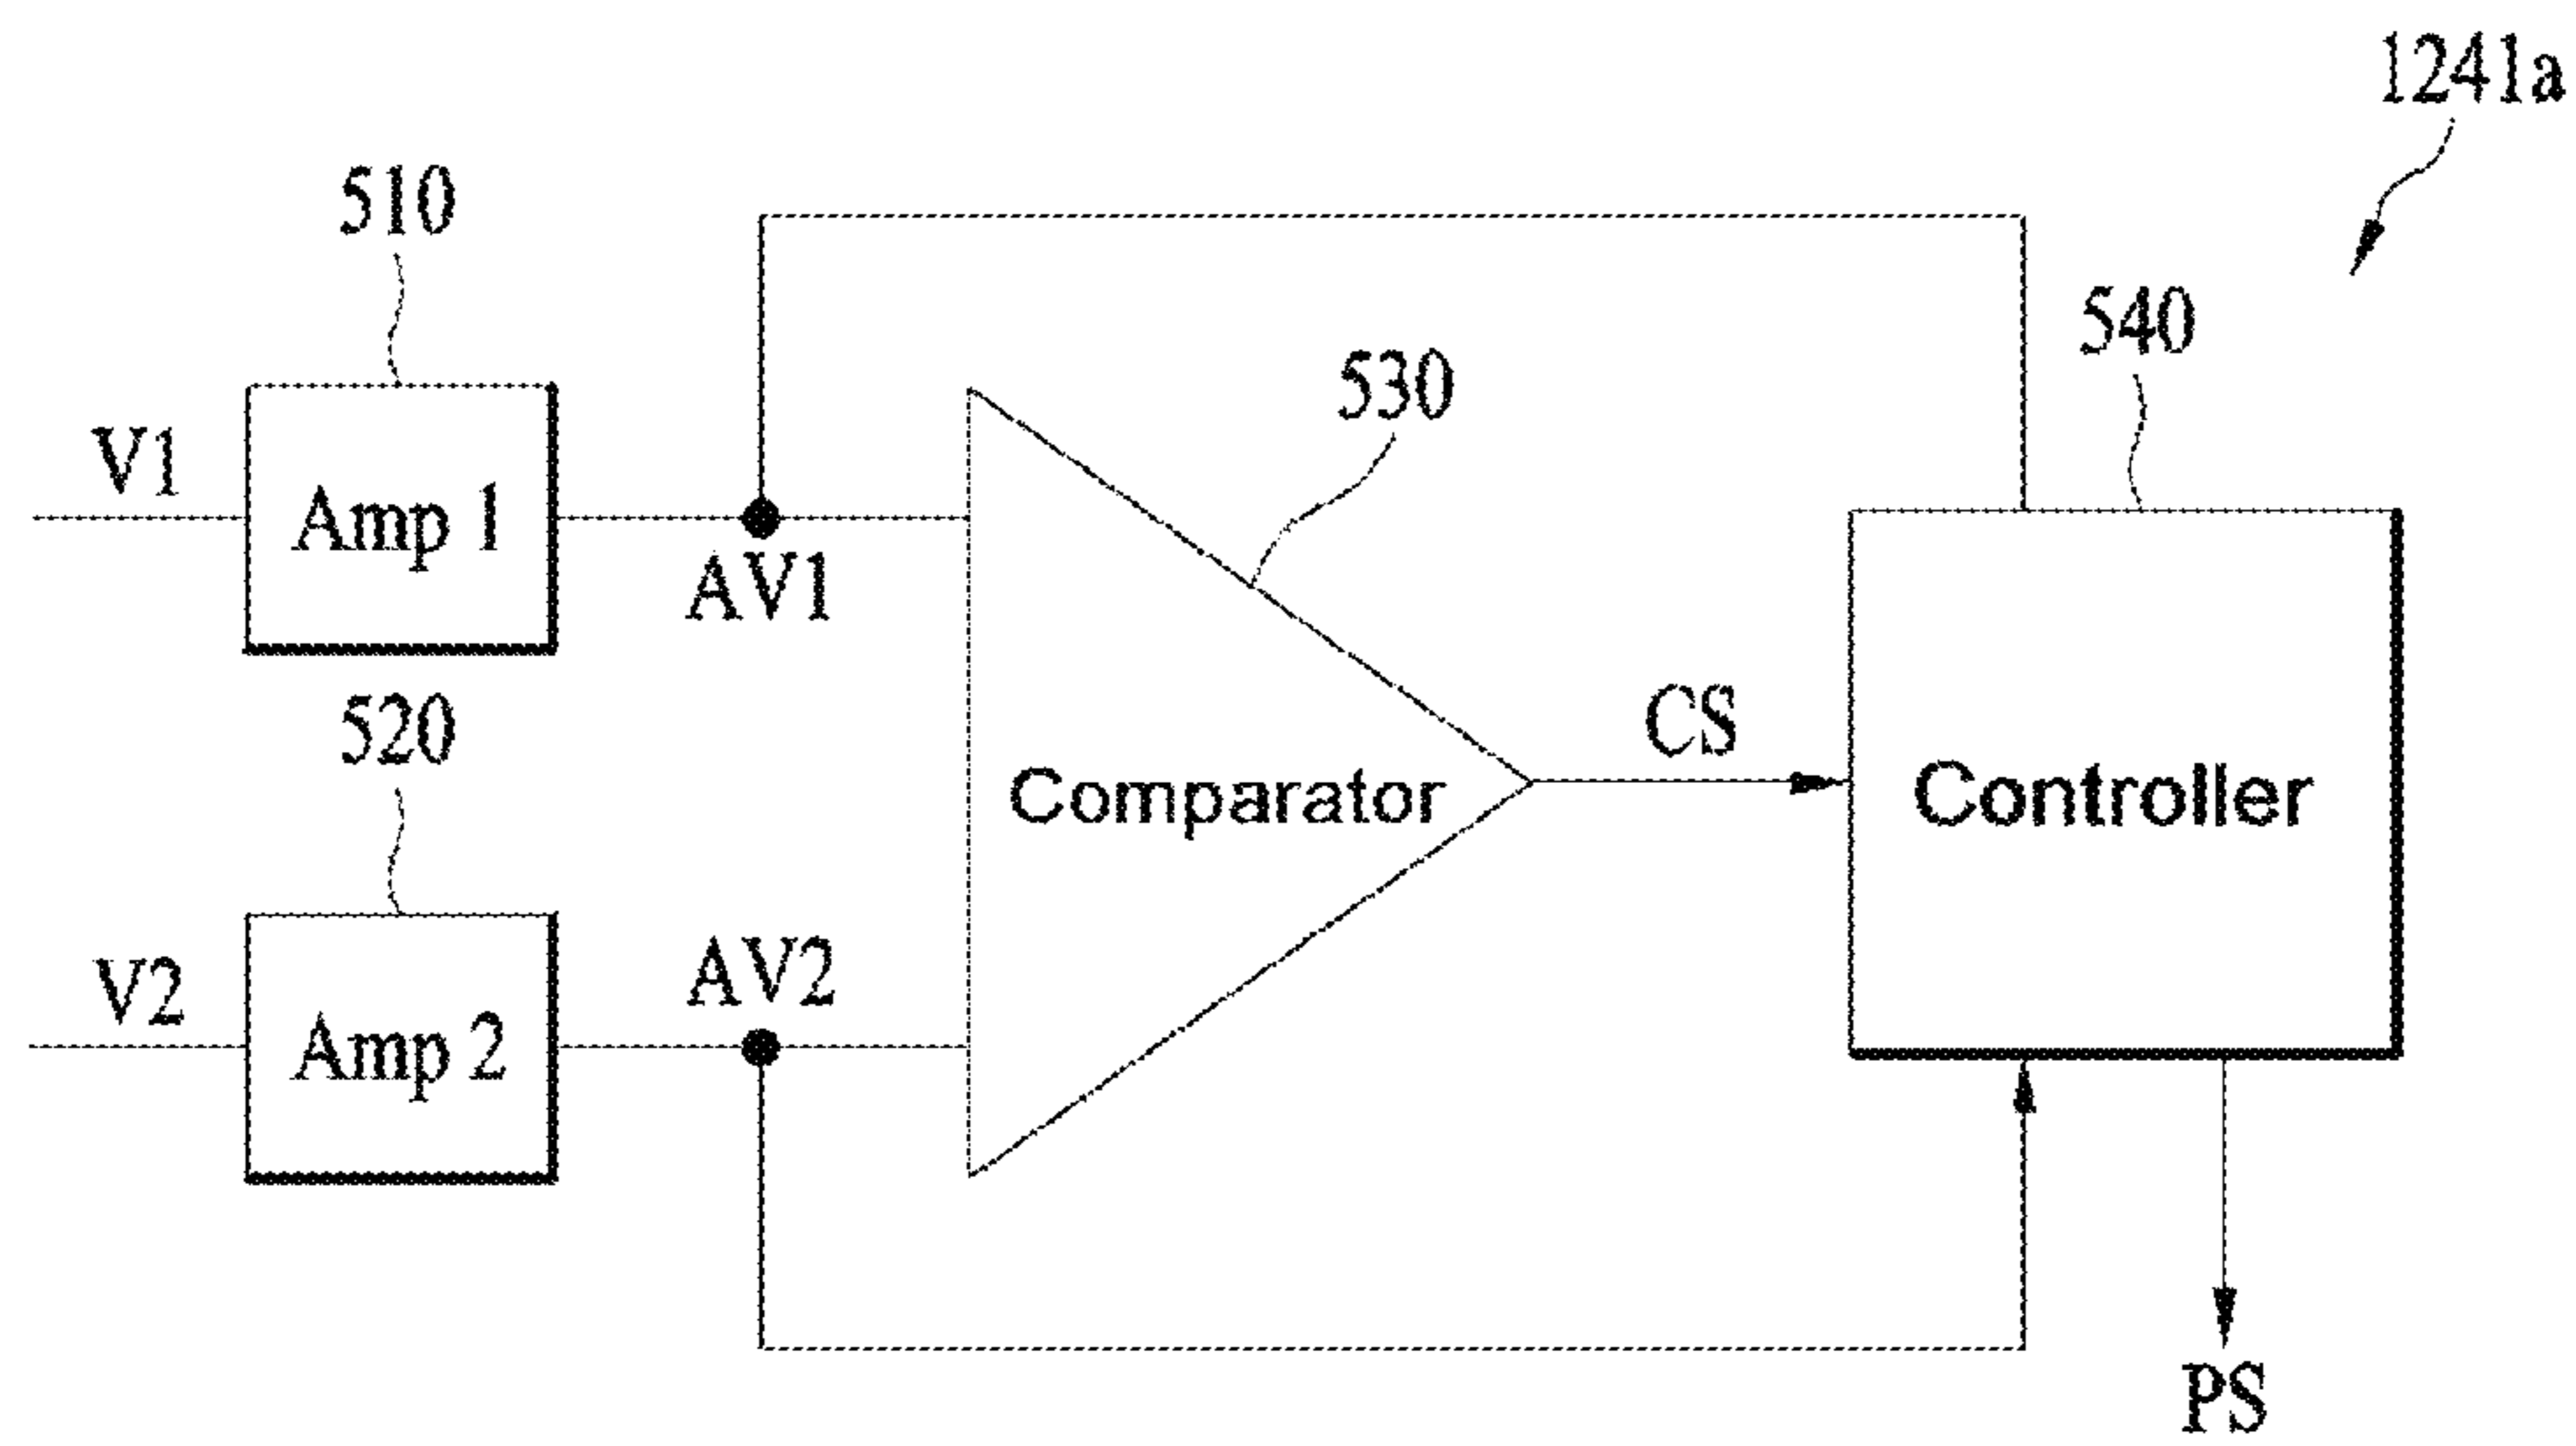 1241a
510
540
530
V1
Amp 1
AV1
520
CS
Comparator
Controller
V2
AV2
Amp 2
PS